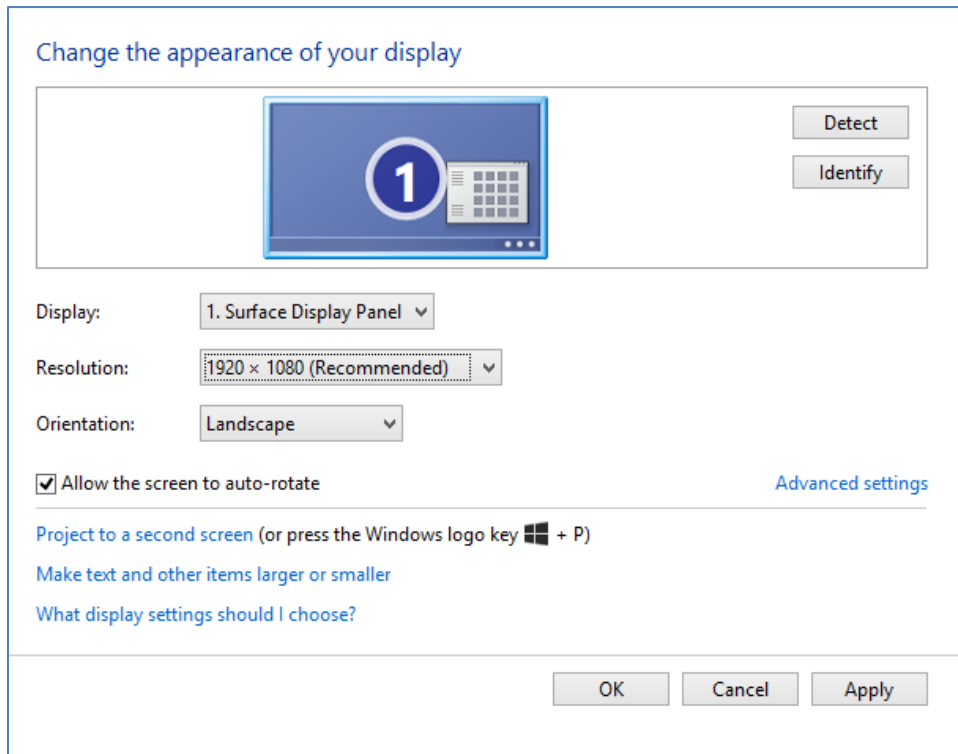 Change the appearance of your display
1
Detect
Identify
Display: 1. Surface Display Panel
Resolution: 1920 × 1080 (Recommended)
Orientation: Landscape
Allow the screen to auto-rotate Advanced settings
Project to a second screen (or press the Windows logo key + P)
Make text and other items larger or smaller
What display settings should I choose?
OK Cancel Apply